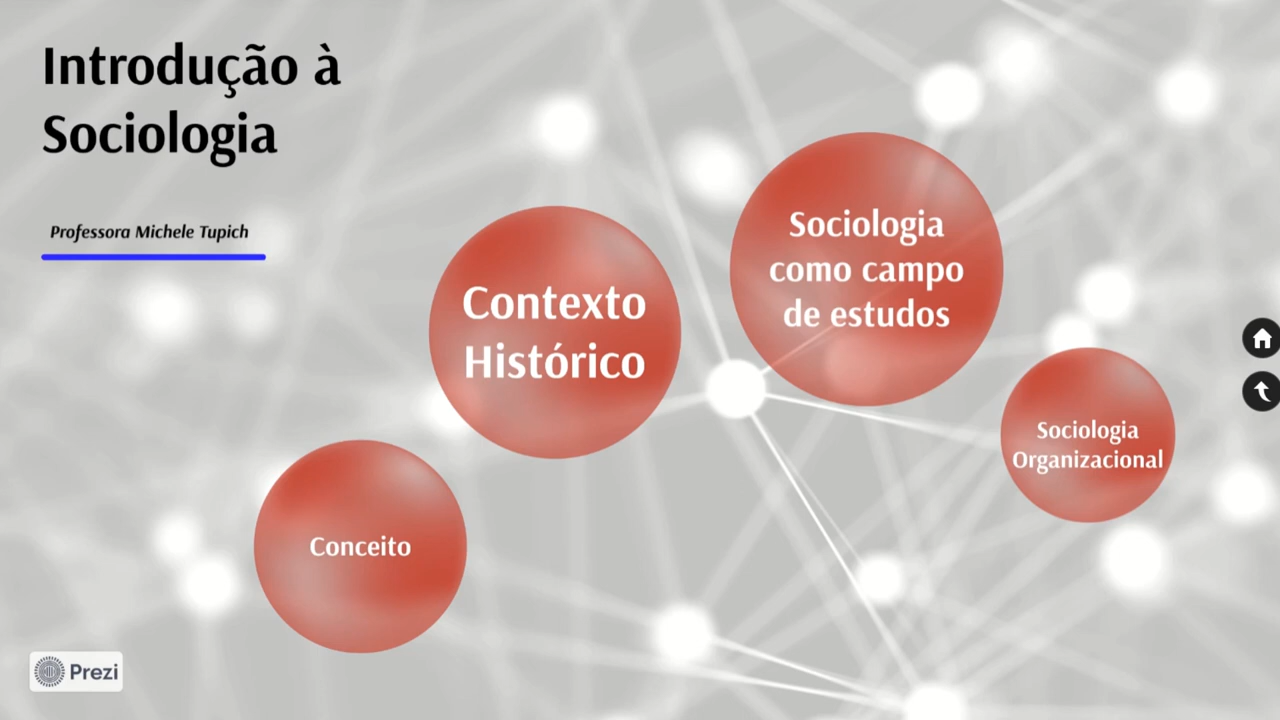 Introdução à
Sociologia
Professora Michele Tupich
Conceito
Contexto
Histórico
Sociologia
como campo
de estudos
Sociologia
Organizacional
Prezi